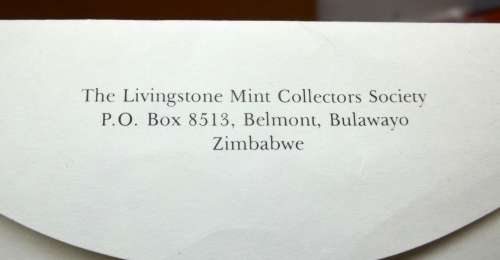 The Livingstone Mint Collectors Society
P.O. Box 8513, Belmont, Bulawayo
Zimbabwe